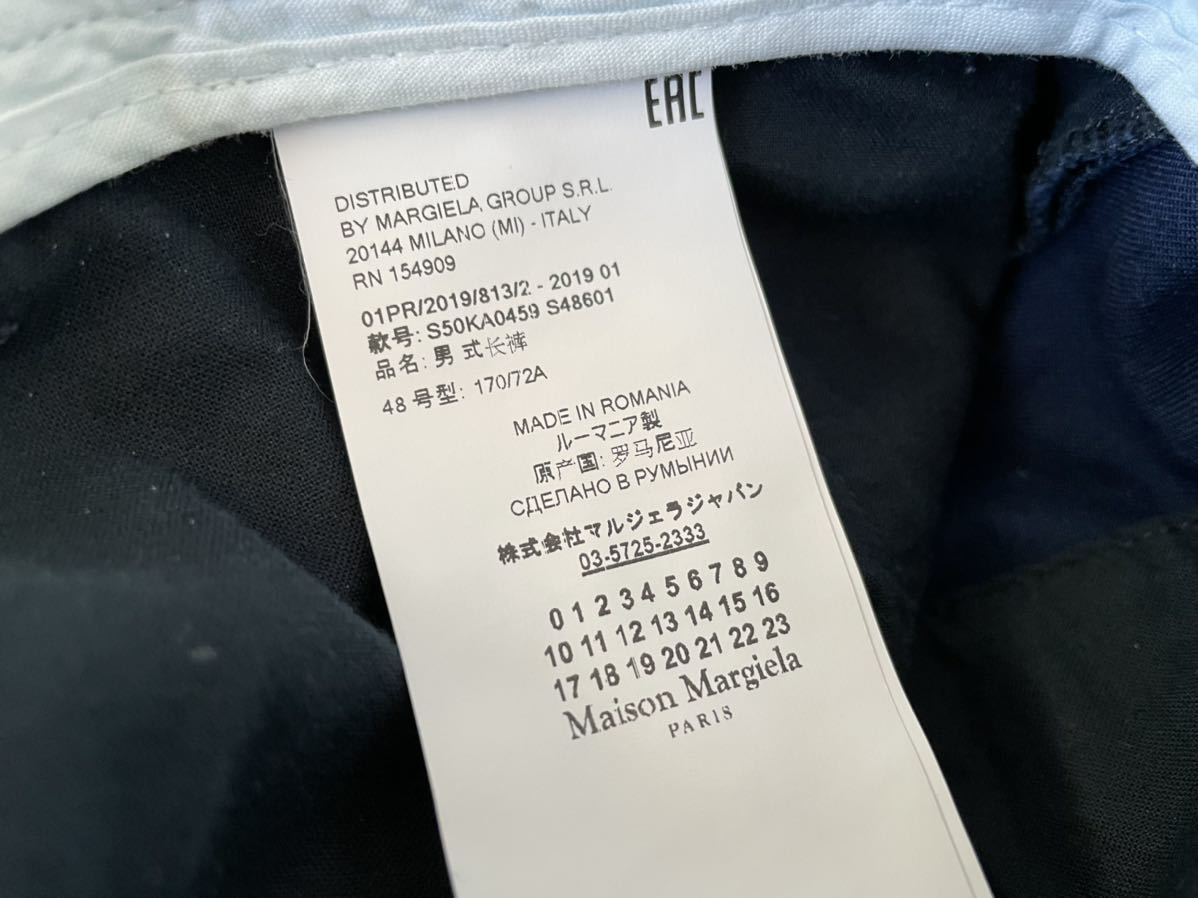 EAC
DISTRIBUTED
BY MARGIELA GROUP S.R.L.
20144 MILANO (MI) - ITALY
RN 154909
01PR/2019/813/2 - 2019 01
款号: S50KA0459 S48601
品名: 男 式长裤
48 号型: 170/72A
MADE IN ROMANIA
ルーマニア製
原产国: 罗马尼亚
СДЕЛАНО В РУМЫНИИ
株式会社マルジェラジャパン
03-5725-2333
0 1 2 3 4 5 6 7 8 9
10 11 12 13 14 15 16
17 18 19 20 21 22 23
Maison Margiela
PARIS